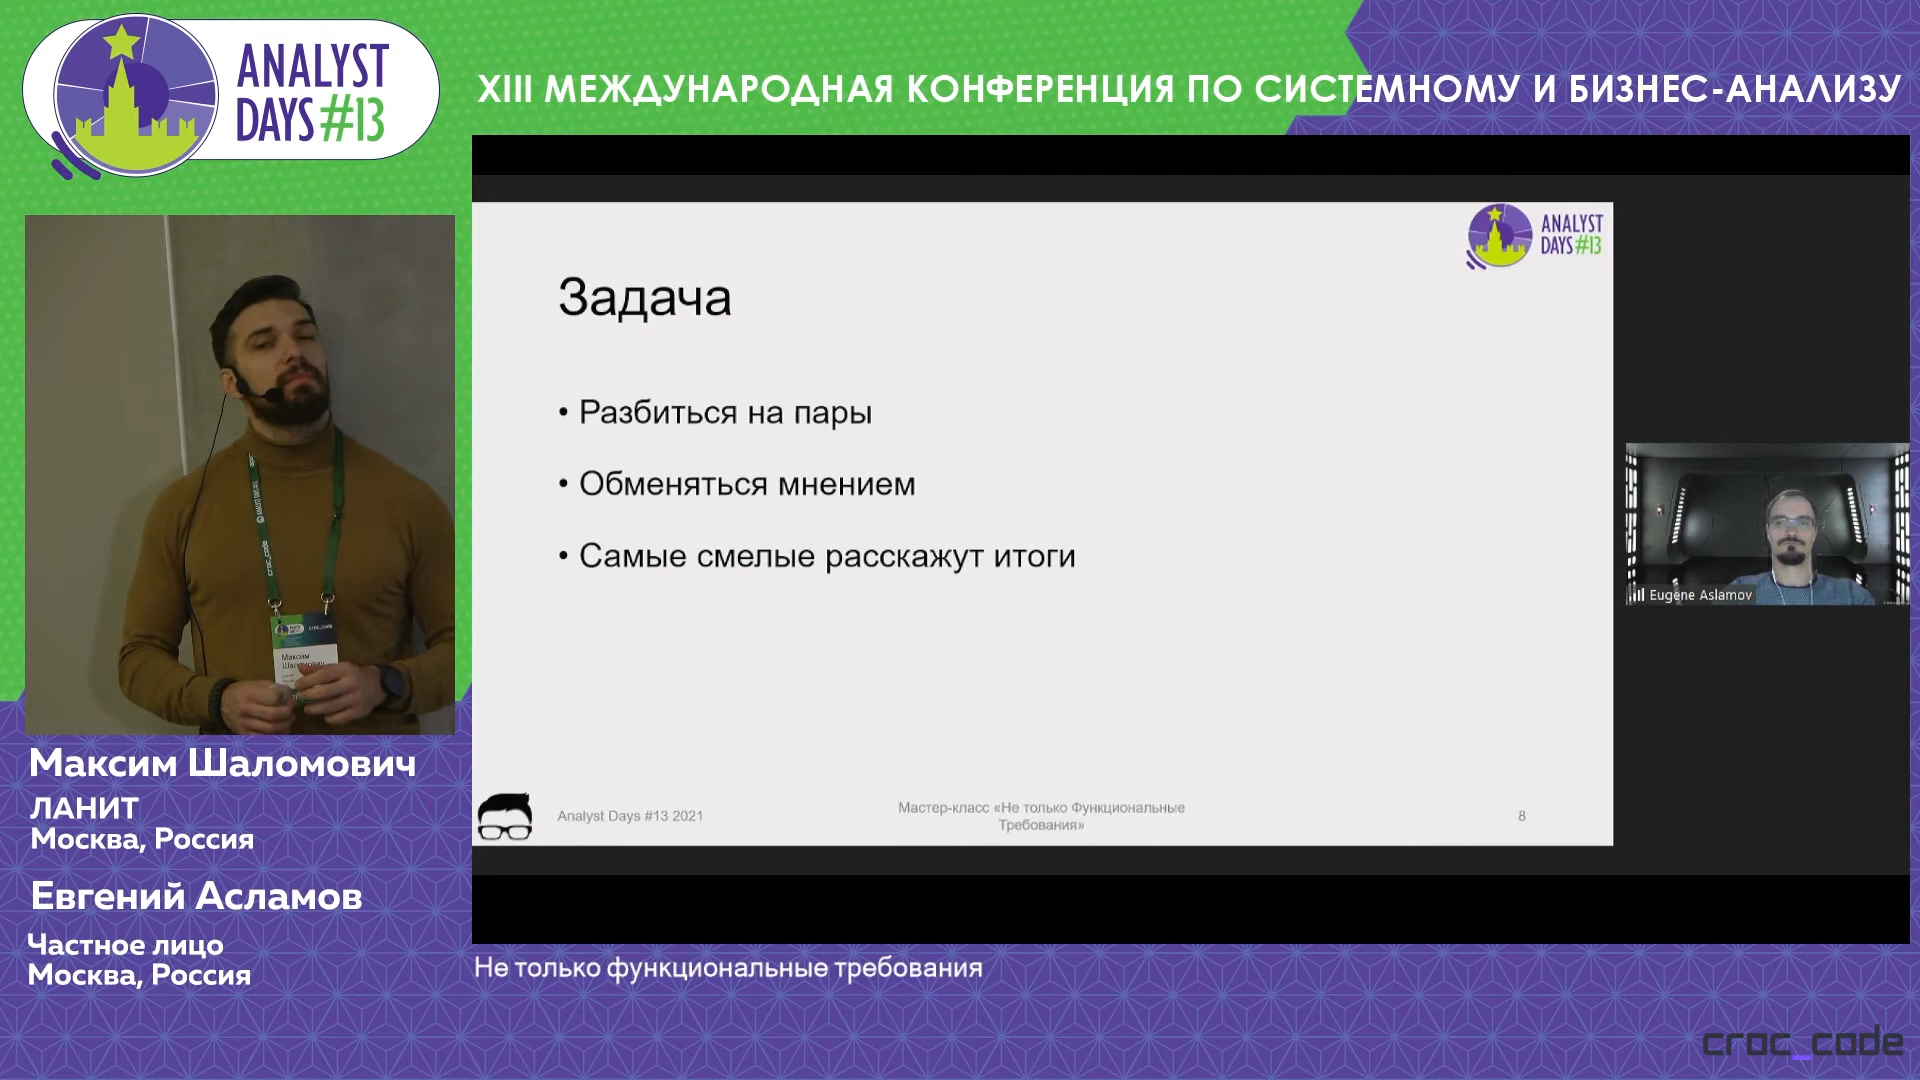 ANALYST
DAYS #13
XIII МЕЖДУНАРОДНАЯ КОНФЕРЕНЦИЯ ПО СИСТЕМНОМУ И БИЗНЕС-АНАЛИЗУ
ANALYST
DAYS #13
Задача
• Разбиться на пары
• Обменяться мнением
• Самые смелые расскажут итоги
Analyst Days #13 2021
Мастер-класс «Не только Функциональные
Требования»
8
Eugene Aslamov
croc_code
Максим
Максим Шаломович
ЛАНИТ
Москва, Россия
Евгений Асламов
Частное лицо
Москва, Россия
Не только функциональные требования
croc_code